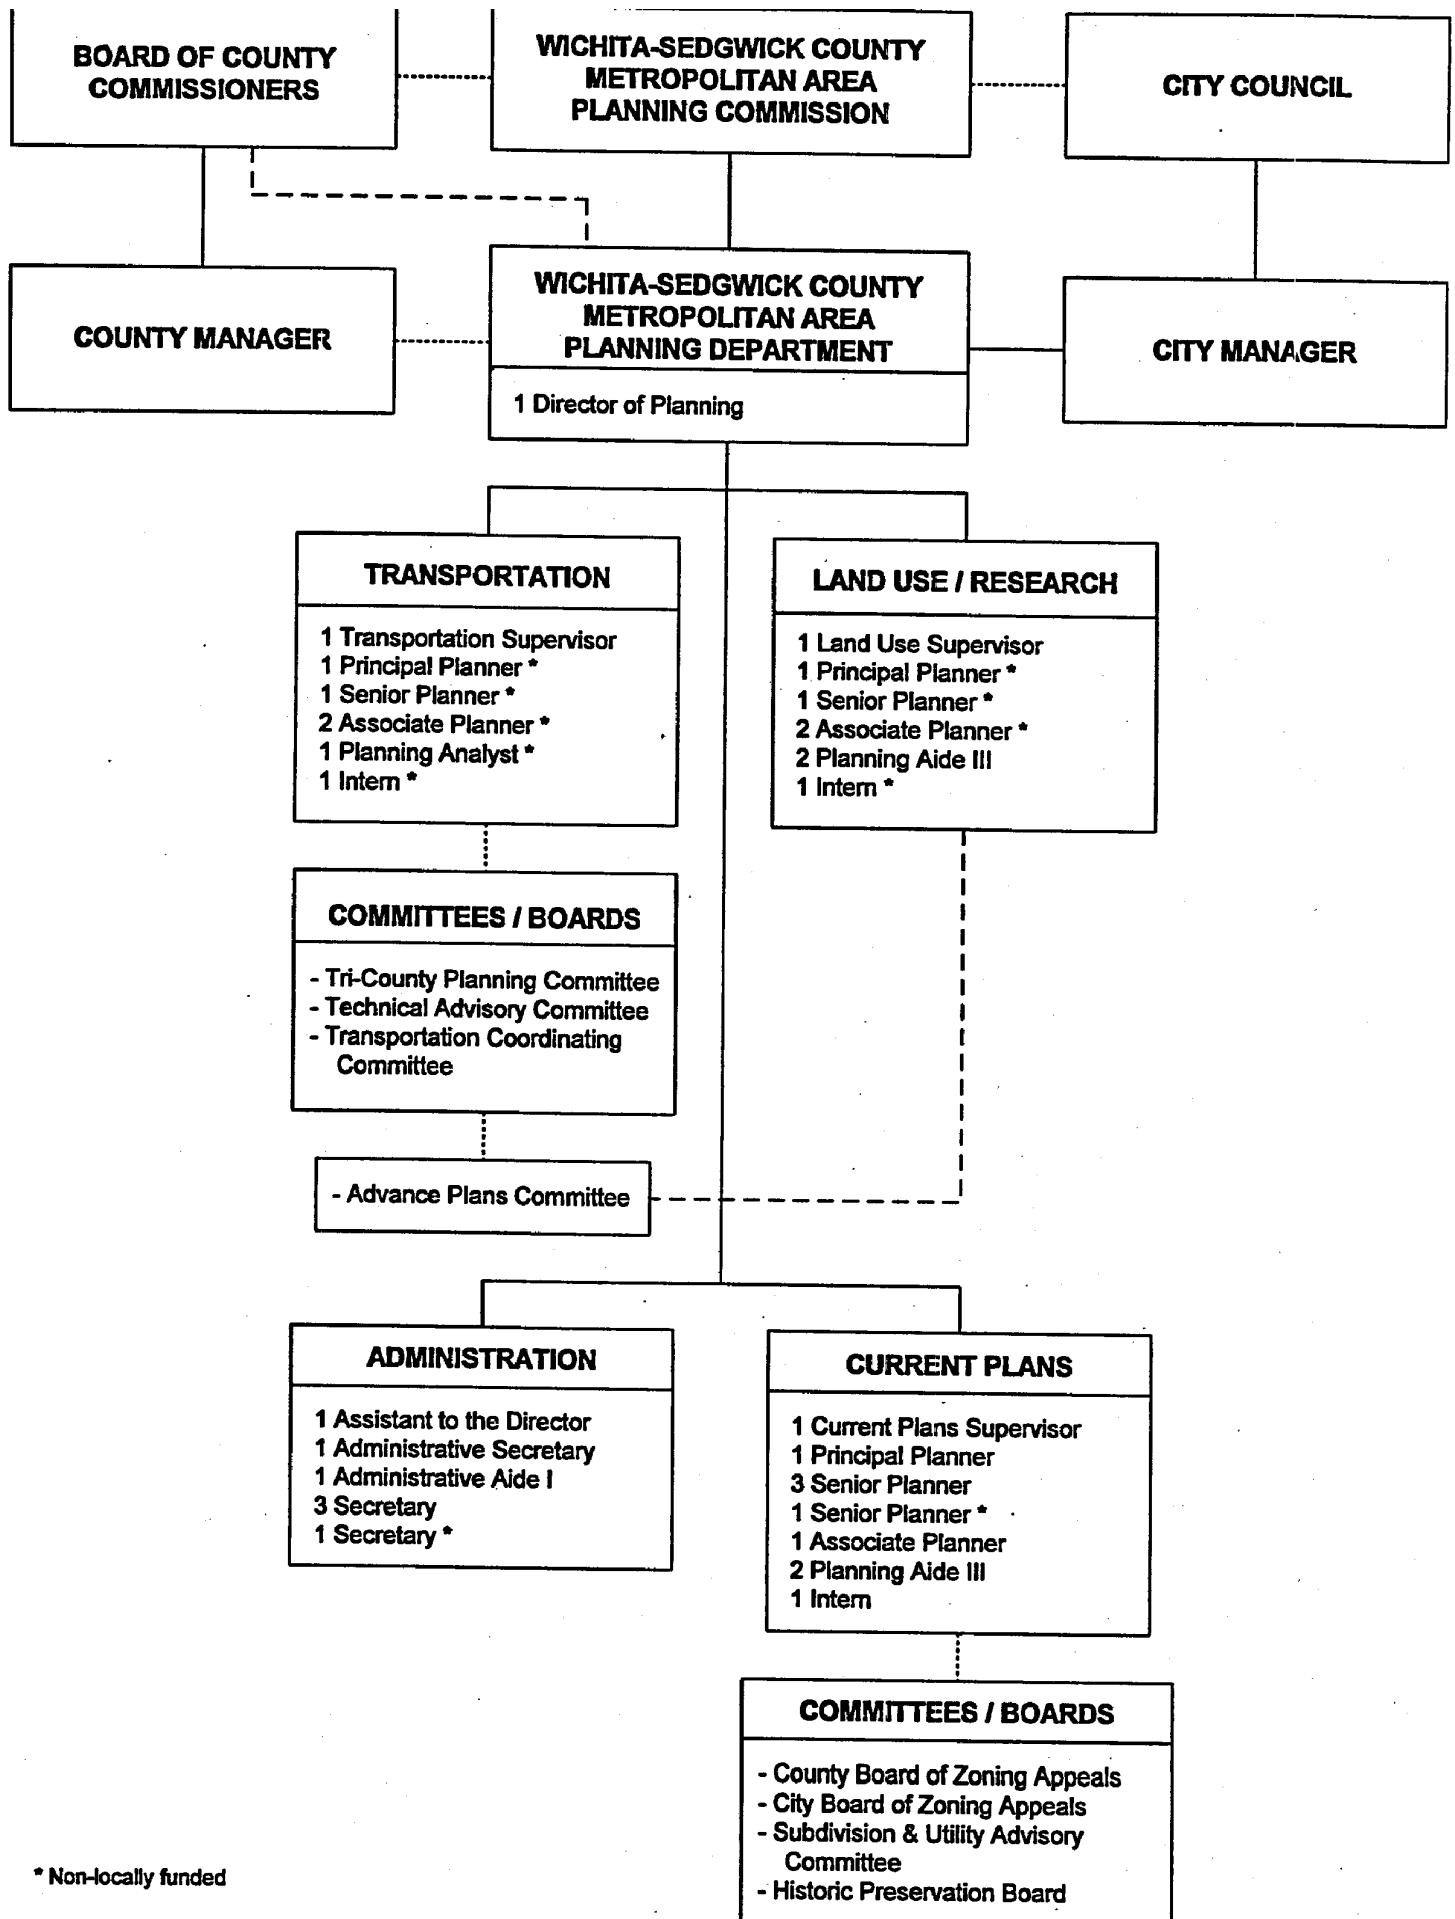 BOARD OF COUNTY
COMMISSIONERS
WICHITA-SEDGWICK COUNTY
METROPOLITAN AREA
PLANNING COMMISSION
CITY COUNCIL
COUNTY MANAGER
WICHITA-SEDGWICK COUNTY
METROPOLITAN AREA
PLANNING DEPARTMENT
1 Director of Planning
CITY MANAGER
TRANSPORTATION
1 Transportation Supervisor
1 Principal Planner *
1 Senior Planner *
2 Associate Planner *
1 Planning Analyst *
1 Intern *
LAND USE / RESEARCH
1 Land Use Supervisor
1 Principal Planner *
1 Senior Planner *
2 Associate Planner *
2 Planning Aide III
1 Intern *
COMMITTEES / BOARDS
- Tri-County Planning Committee
- Technical Advisory Committee
- Transportation Coordinating
Committee
- Advance Plans Committee
ADMINISTRATION
1 Assistant to the Director
1 Administrative Secretary
1 Administrative Aide I
3 Secretary
1 Secretary *
CURRENT PLANS
1 Current Plans Supervisor
1 Principal Planner
3 Senior Planner
1 Senior Planner *
1 Associate Planner
2 Planning Aide III
1 Intern
COMMITTEES / BOARDS
- County Board of Zoning Appeals
- City Board of Zoning Appeals
- Subdivision & Utility Advisory
Committee
- Historic Preservation Board
* Non-locally funded